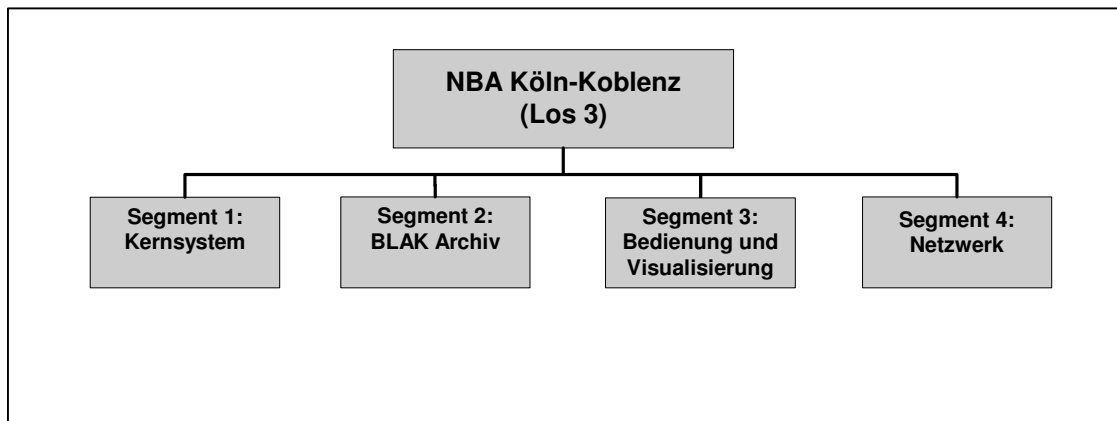 NBA Köln-Koblenz
(Los 3)
Segment 1:
Kernsystem
Segment 2:
BLAK Archiv
Segment 3:
Bedienung und
Visualisierung
Segment 4:
Netzwerk